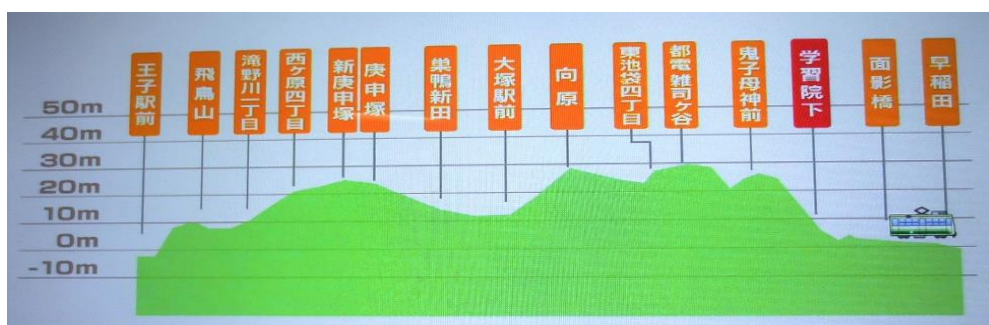 王子駅前
飛鳥山
滝野川一丁目
西ヶ原四丁目
新庚申塚
庚申塚
巣鴨新田
大塚駅前
向原
東池袋四丁目
都電雑司ヶ谷
鬼子母神前
学習院下
面影橋
早稲田
50m
40m
30m
20m
10m
0m
-10m